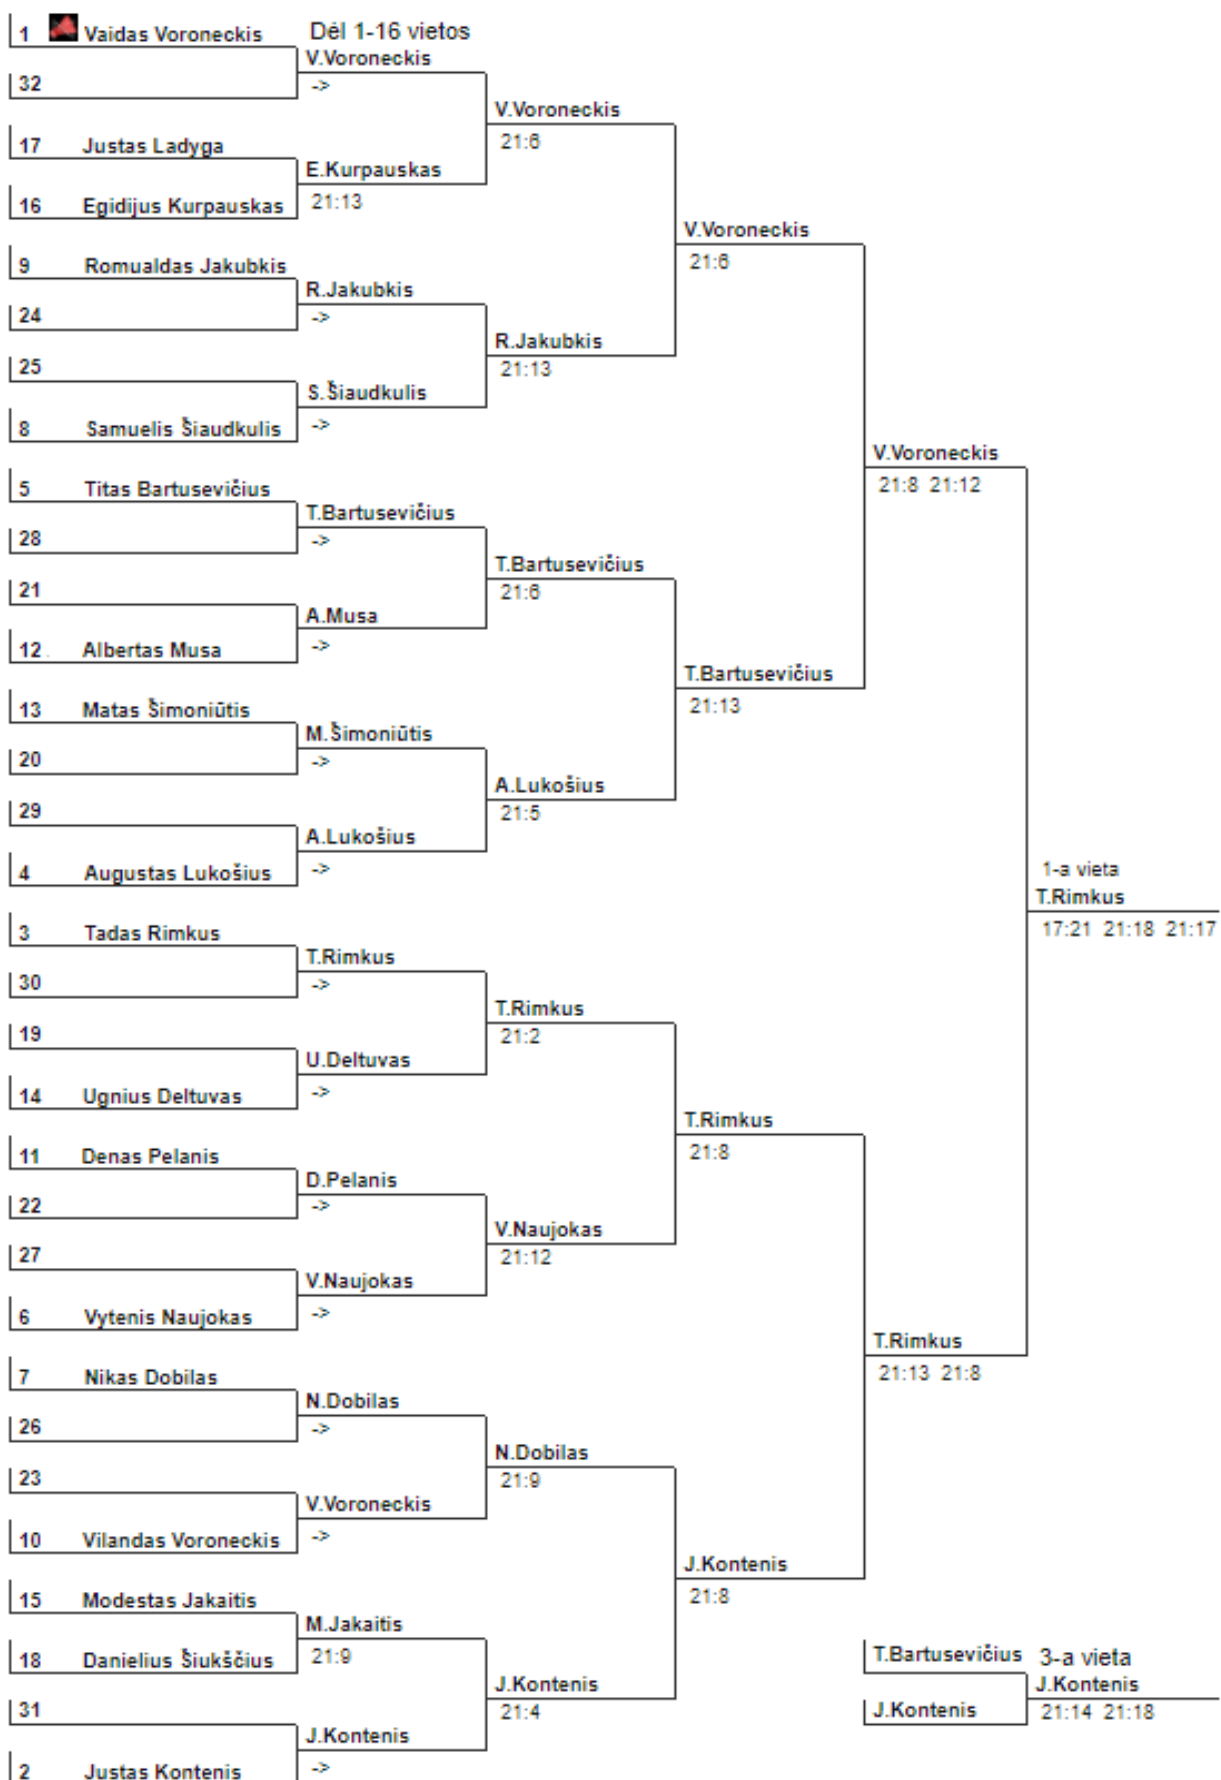 1 Vaidas Voroneckis Dėl 1-16 vietos
V.Voroneckis
32 ->
V.Voroneckis
17 Justas Ladyga 21:6
E.Kurpauskas
16 Egidijus Kurpauskas 21:13
V.Voroneckis
9 Romualdas Jakubkis 21:6
R.Jakubkis
24 ->
R.Jakubkis
25 21:13
S.Šiaudkulis
8 Samuelis Šiaudkulis ->
V.Voroneckis
5 Titas Bartusevičius 21:8 21:12
T.Bartusevičius
28 ->
T.Bartusevičius
21 21:6
A.Musa
12 Albertas Musa ->
T.Bartusevičius
13 Matas Šimoniūtis 21:13
M.Šimoniūtis
20 ->
A.Lukošius
29 21:5
A.Lukošius
4 Augustas Lukošius ->
1-a vieta
T.Rimkus
3 Tadas Rimkus 17:21 21:18 21:17
T.Rimkus
30 ->
T.Rimkus
19 21:2
U.Deltuvas
14 Ugnius Deltuvas ->
T.Rimkus
11 Denas Pelanis 21:8
D.Pelanis
22 ->
V.Naujokas
27 21:12
V.Naujokas
6 Vytenis Naujokas ->
T.Rimkus
7 Nikas Dobilas 21:13 21:8
N.Dobilas
26 ->
N.Dobilas
23 21:9
V.Voroneckis
10 Vilandas Voroneckis ->
J.Kontenis
15 Modestas Jakaitis 21:8
M.Jakaitis
18 Danielius Šiukščius 21:9 T.Bartusevičius 3-a vieta
J.Kontenis J.Kontenis
31 21:4 J.Kontenis 21:14 21:18
J.Kontenis
2 Justas Kontenis ->